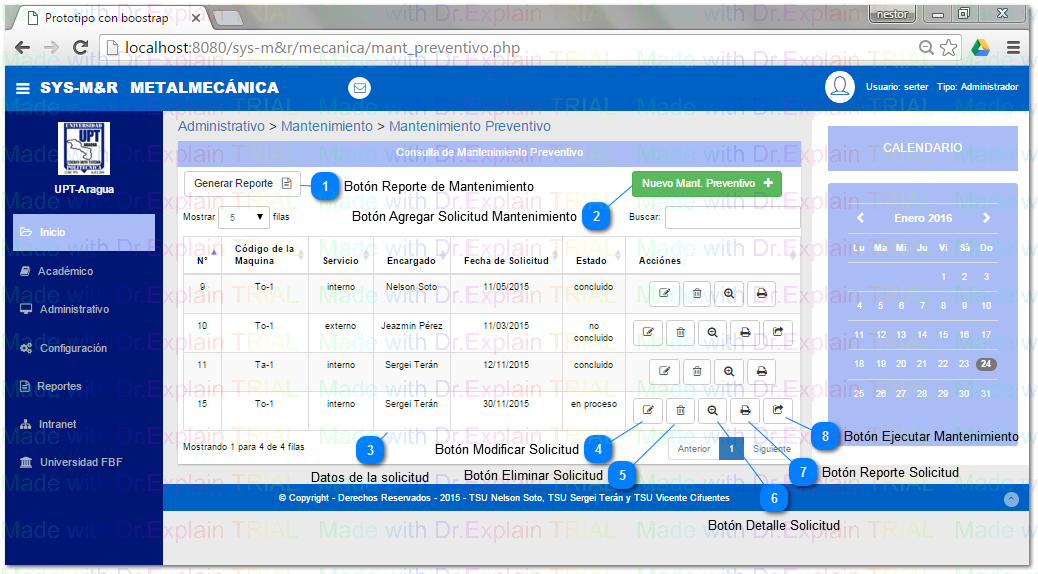 Prototipo con boostrap
nestor
localhost:8080/sys-m&r/mecanica/mant_preventivo.php
SYS-M&R METALMECÁNICA
Usuario: serter Tipo: Administrador
UNIVERSIDAD
UPT
ARAGUA
POLITECNICA
UPT-Aragua
Inicio
Académico
Administrativo
Configuración
Reportes
Intranet
Universidad FBF
Administrativo > Mantenimiento > Mantenimiento Preventivo
Consulta de Mantenimiento Preventivo
Generar Reporte
1 Botón Reporte de Mantenimiento
Nuevo Mant. Preventivo +
Botón Agregar Solicitud Mantenimiento 2
Mostrar 5 filas
Buscar:
N° Código de la Maquina Servicio Encargado Fecha de Solicitud Estado Acciónes
9 To-1 interno Nelson Soto 11/05/2015 concluido
10 To-1 externo Jeazmin Pérez 11/03/2015 no concluido
11 Ta-1 interno Sergei Terán 12/11/2015 concluido
15 To-1 interno Sergei Terán 30/11/2015 en proceso
Mostrando 1 para 4 de 4 filas
Anterior 1 Siguiente
3
Datos de la solicitud
Botón Modificar Solicitud 4
Botón Eliminar Solicitud 5
6
Botón Detalle Solicitud
7 Botón Reporte Solicitud
8 Botón Ejecutar Mantenimiento
CALENDARIO
Enero 2016
Lu Ma Mi Ju Vi Sá Do
1 2 3
4 5 6 7 8 9 10
11 12 13 14 15 16 17
18 19 20 21 22 23 24
25 26 27 28 29 30 31
© Copyright - Derechos Reservados - 2015 - TSU Nelson Soto, TSU Sergei Terán y TSU Vicente Cifuentes
Made with Dr.Explain TRIAL